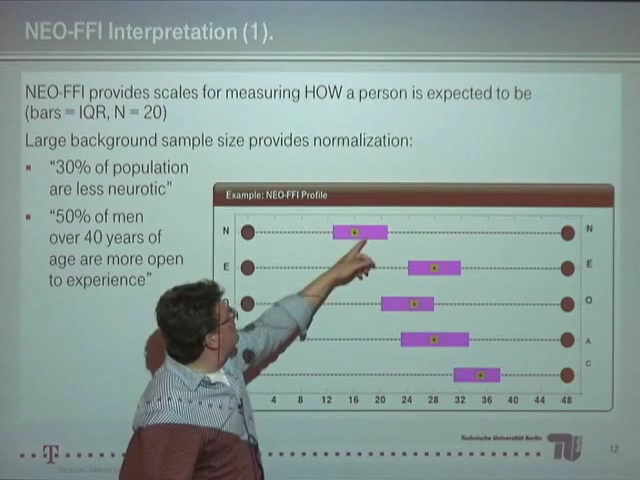 NEO-FFI Interpretation (1).
NEO-FFI provides scales for measuring HOW a person is expected to be
(bars = IQR, N = 20)
Large background sample size provides normalization:
▪ "30% of population
are less neurotic"
▪ "50% of men
over 40 years of
age are more open
to experience"
Example: NEO-FFI Profile
N N
E E
O O
A
C
4 8 12 16 20 24 28 32 36 40 44 48
Technische Universität Berlin
T
12